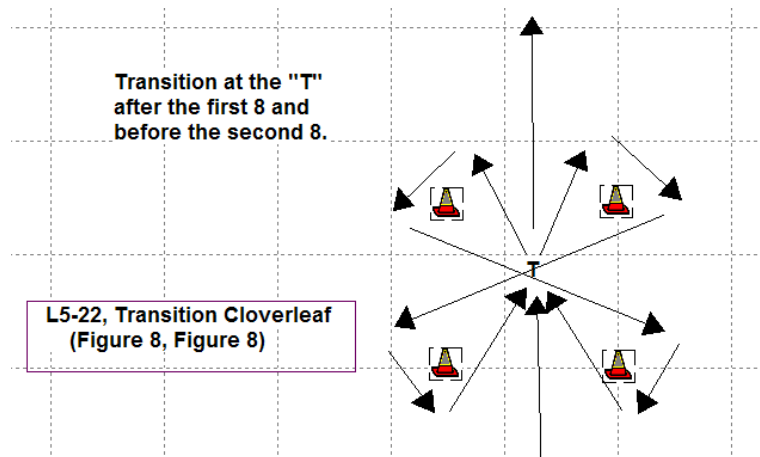 Transition at the "T"
after the first 8 and
before the second 8.
T
L5-22, Transition Cloverleaf
(Figure 8, Figure 8)